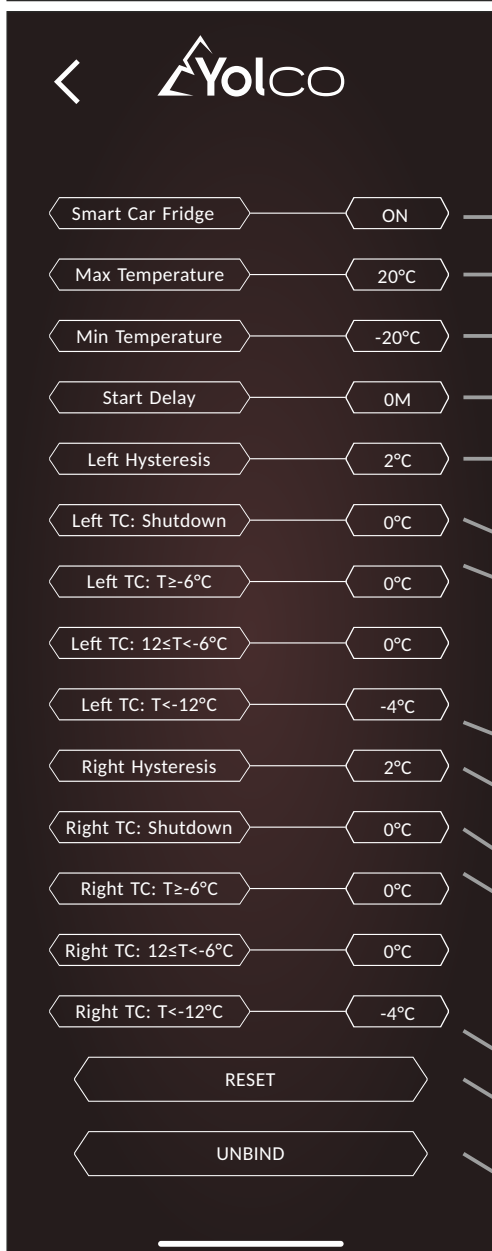 Yolco
Smart Car Fridge ON
Max Temperature 20°C
Min Temperature -20°C
Start Delay 0M
Left Hysteresis 2°C
Left TC: Shutdown 0°C
Left TC: T≥-6°C 0°C
Left TC: 12≤T<-6°C 0°C
Left TC: T<-12°C -4°C
Right Hysteresis 2°C
Right TC: Shutdown 0°C
Right TC: T≥-6°C 0°C
Right TC: 12≤T<-6°C 0°C
Right TC: T<-12°C -4°C
RESET
UNBIND